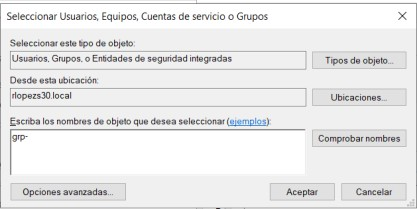 Seleccionar Usuarios, Equipos, Cuentas de servicio o Grupos
Seleccionar este tipo de objeto:
Usuarios, Grupos, o Entidades de seguridad integradas
Tipos de objeto...
Desde esta ubicación:
rlopezs30.local
Ubicaciones...
Escriba los nombres de objeto que desea seleccionar (ejemplos):
grp-
Comprobar nombres
Opciones avanzadas...
Aceptar
Cancelar